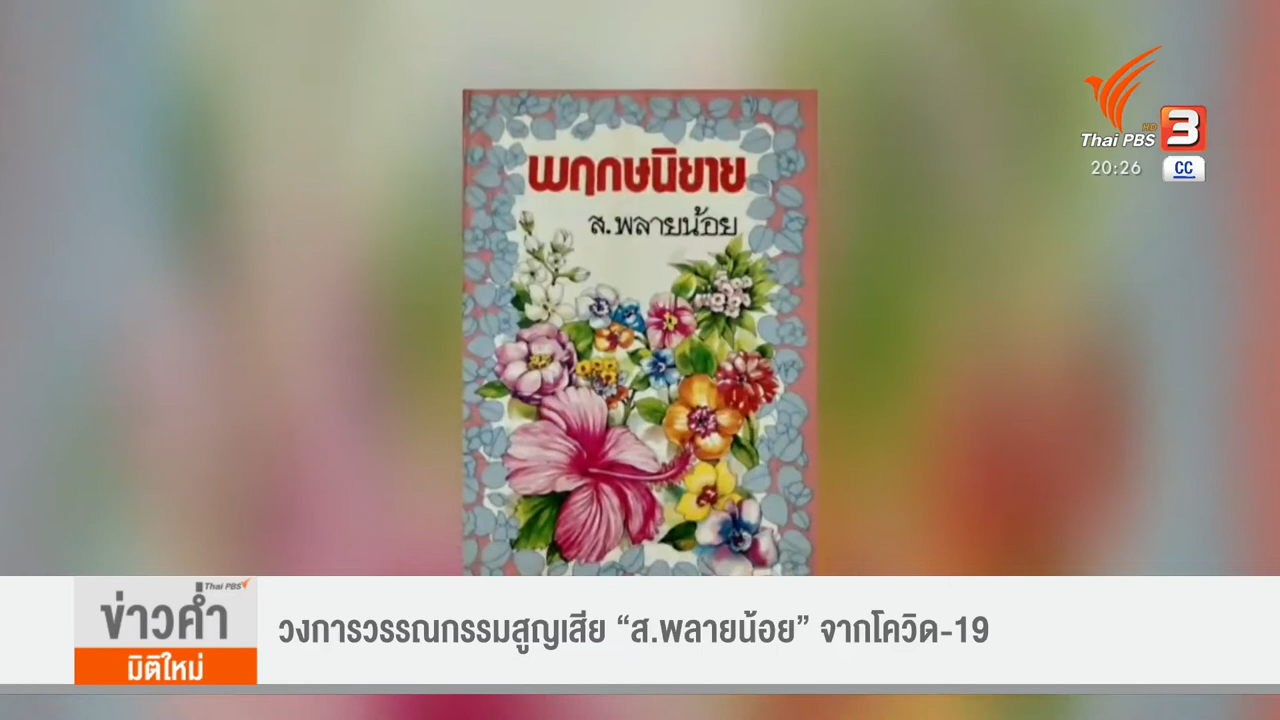 พฤกษนิยาย
ส.พลายน้อย
HD
Thai PBS 3
20:26 CC
Thai PBS
ข่าวค่ำ
มิติใหม่
วงการวรรณกรรมสูญเสีย “ส.พลายน้อย” จากโควิด-19